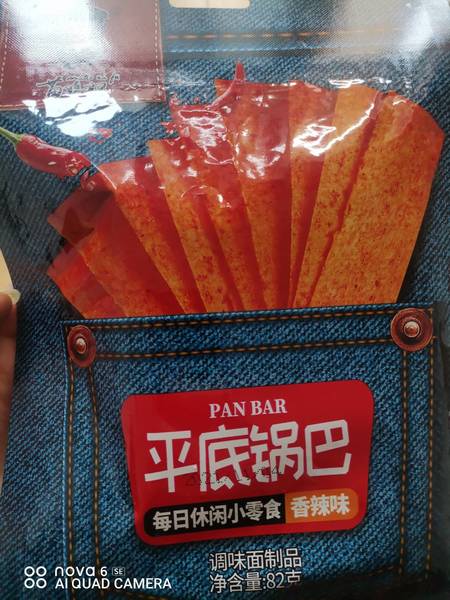 PAN BAR
平底锅巴
每日休闲小零食 香辣味
调味面制品
净含量:82克
nova 6 SE
AI QUAD CAMERA